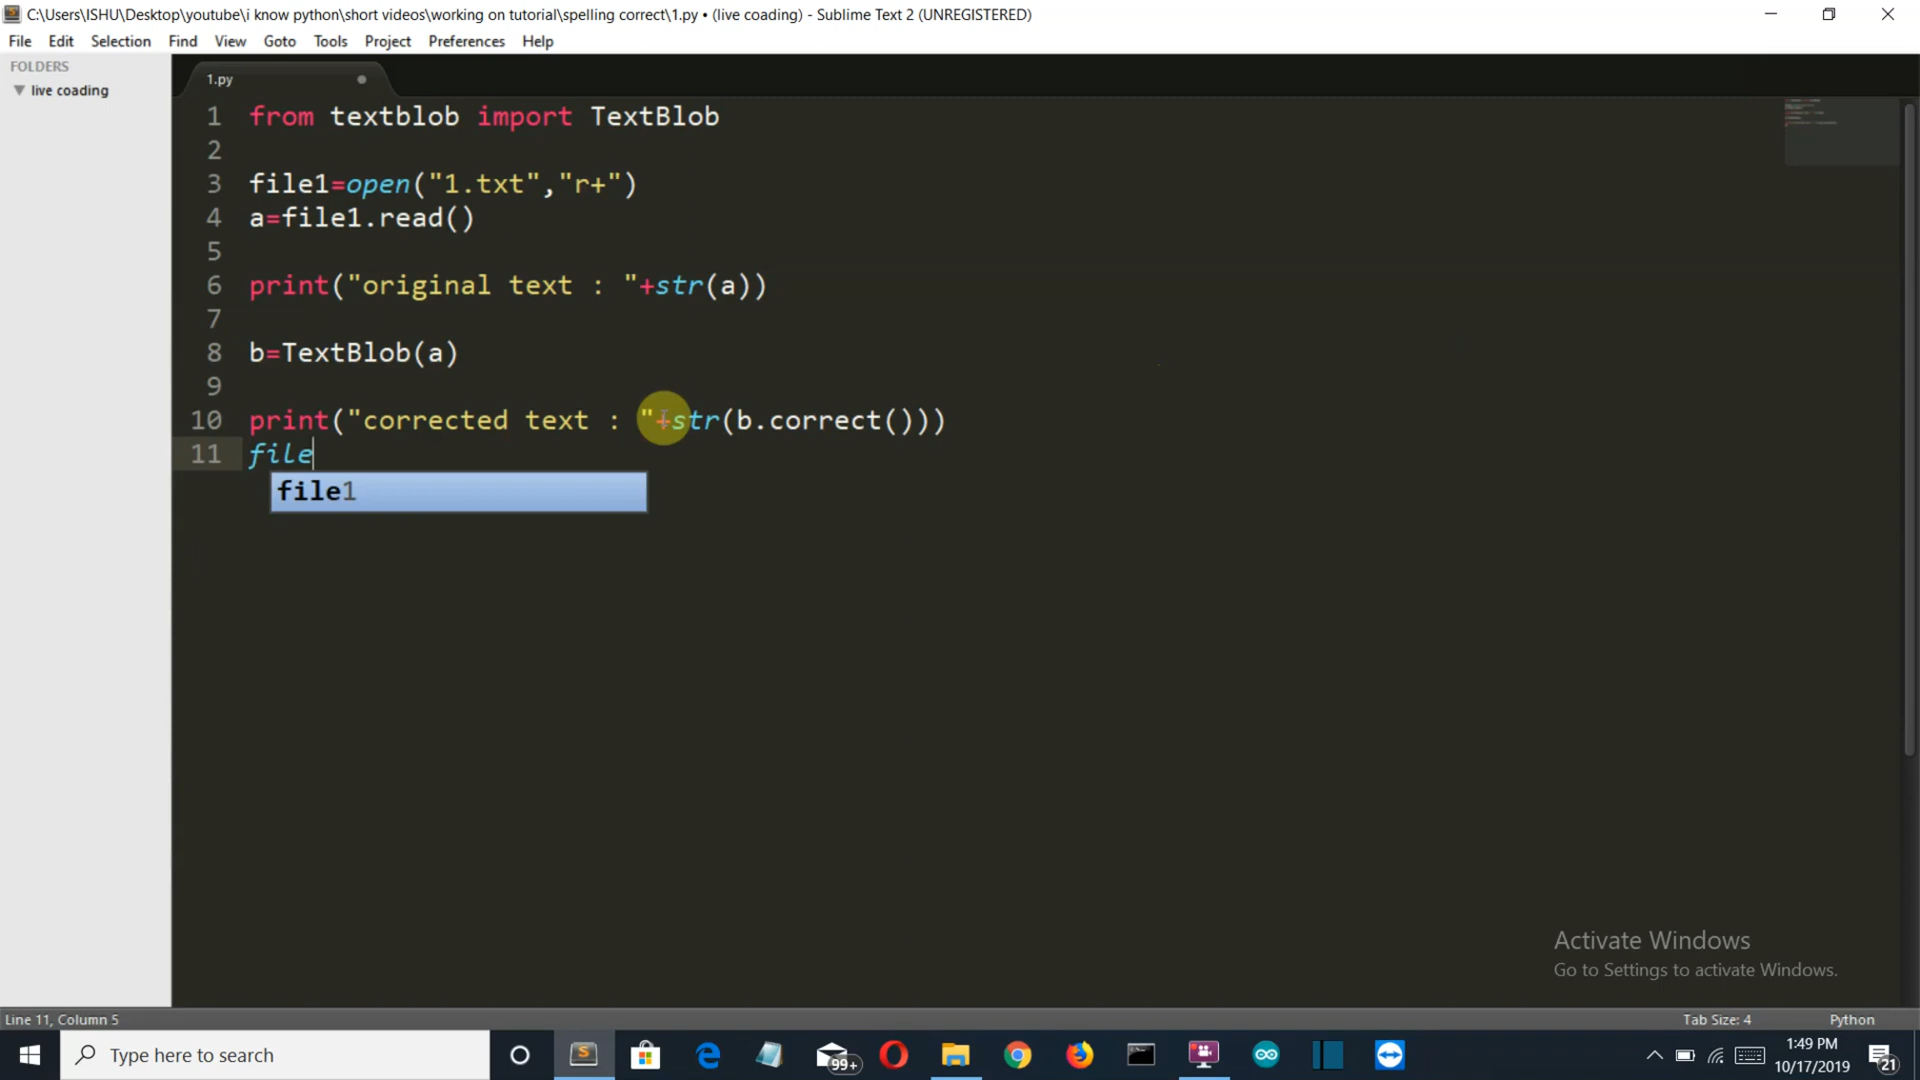 C:\Users\ISHU\Desktop\youtube\i know python\short videos\working on tutorial\spelling correct\1.py • (live coading) - Sublime Text 2 (UNREGISTERED)
File Edit Selection Find View Goto Tools Project Preferences Help
FOLDERS
live coading
1.py
1 from textblob import TextBlob
2
3 file1=open("1.txt","r+")
4 a=file1.read()
5
6 print("original text : "+str(a))
7
8 b=TextBlob(a)
9
10 print("corrected text : "+str(b.correct()))
11 file
file1
Activate Windows
Go to Settings to activate Windows.
Line 11, Column 5 Tab Size: 4 Python
Type here to search 99+ 1:49 PM
10/17/2019 21